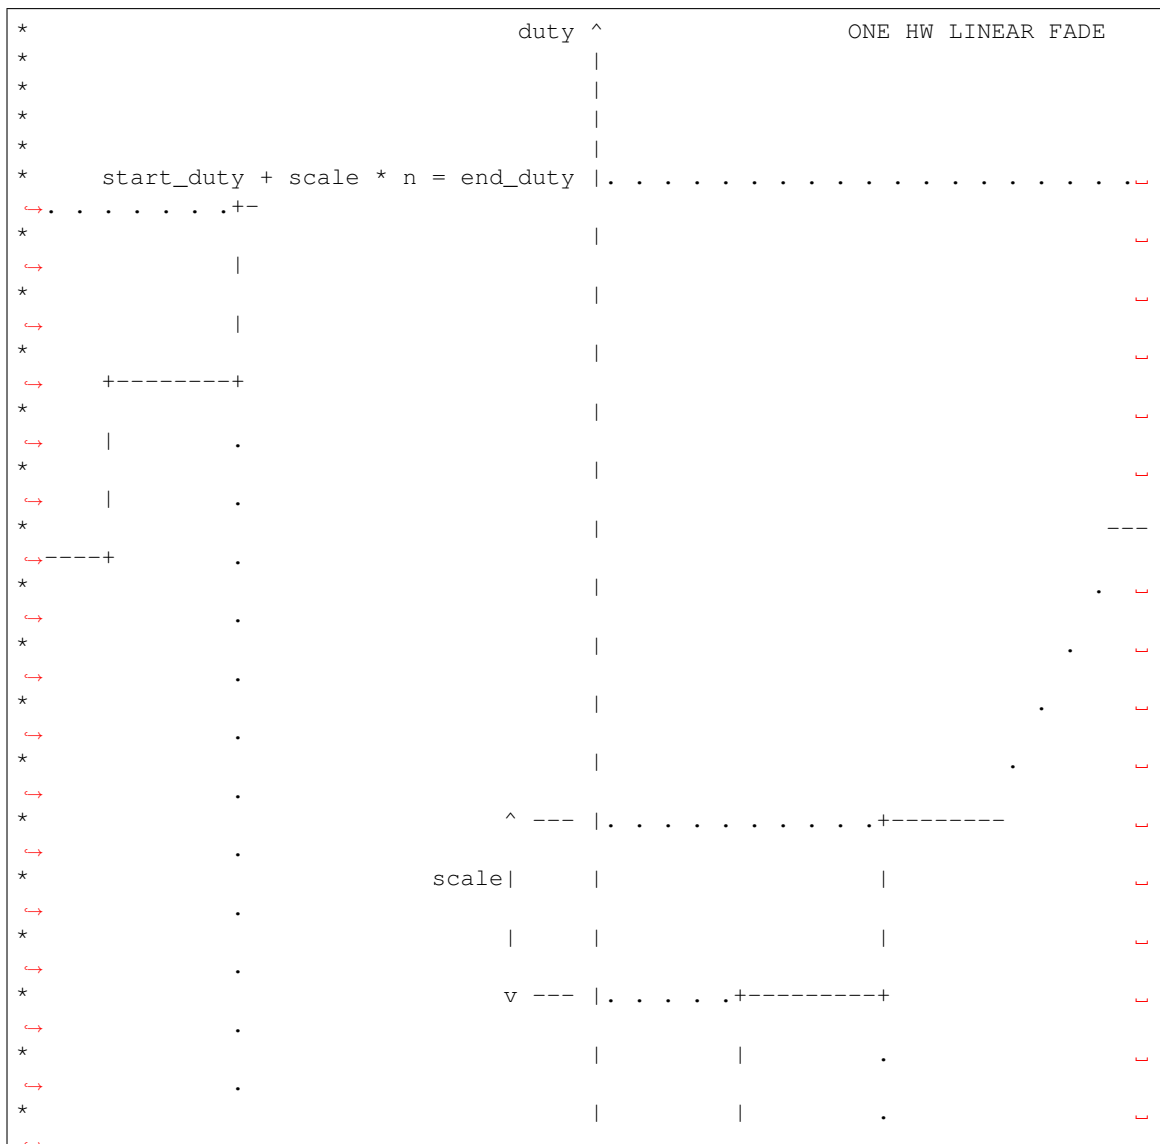 * duty ^ ONE HW LINEAR FADE
* |
* |
* |
* |
* start_duty + scale * n = end_duty |. . . . . . . . . . . . . . . . . . .␣
↪. . . . . . .+-
* | ␣
↪ |
* | ␣
↪ |
* | ␣
↪ +--------+
* | ␣
↪ | .
* | ␣
↪ | .
* | ---
↪----+ .
* | . ␣
↪ .
* | . ␣
↪ .
* | . ␣
↪ .
* | . ␣
↪ .
* ^ --- |. . . . . . . . . .+-------- ␣
↪ .
* scale| | | ␣
↪ .
* | | | ␣
↪ .
* v --- |. . . . .+---------+ ␣
↪ .
* | | . ␣
↪ .
* | | . ␣
↪